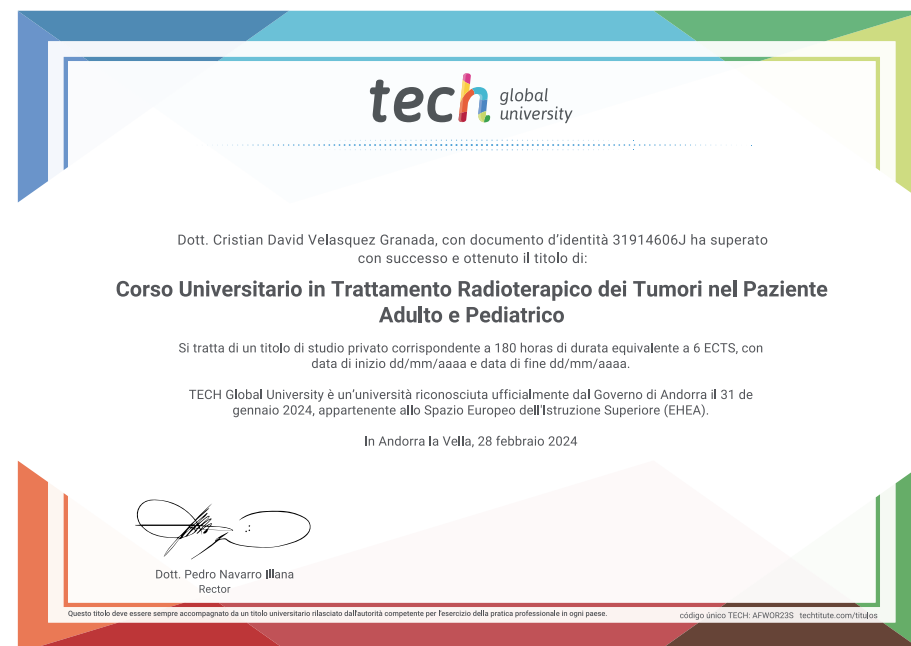 tech global university
Dott. Cristian David Velasquez Granada, con documento d'identità 31914606J ha superato
con successo e ottenuto il titolo di:
Corso Universitario in Trattamento Radioterapico dei Tumori nel Paziente
Adulto e Pediatrico
Si tratta di un titolo di studio privato corrispondente a 180 horas di durata equivalente a 6 ECTS, con
data di inizio dd/mm/aaaa e data di fine dd/mm/aaaa.
TECH Global University è un'università riconosciuta ufficialmente dal Governo di Andorra il 31 de
gennaio 2024, appartenente allo Spazio Europeo dell'Istruzione Superiore (EHEA).
In Andorra la Vella, 28 febbraio 2024
Dott. Pedro Navarro Illana
Rector
Questo titolo deve essere sempre accompagnato da un titolo universitario rilasciato dall'autorità competente per l'esercizio della pratica professionale in ogni paese.
código único TECH: AFWOR23S techtitute.com/titulos